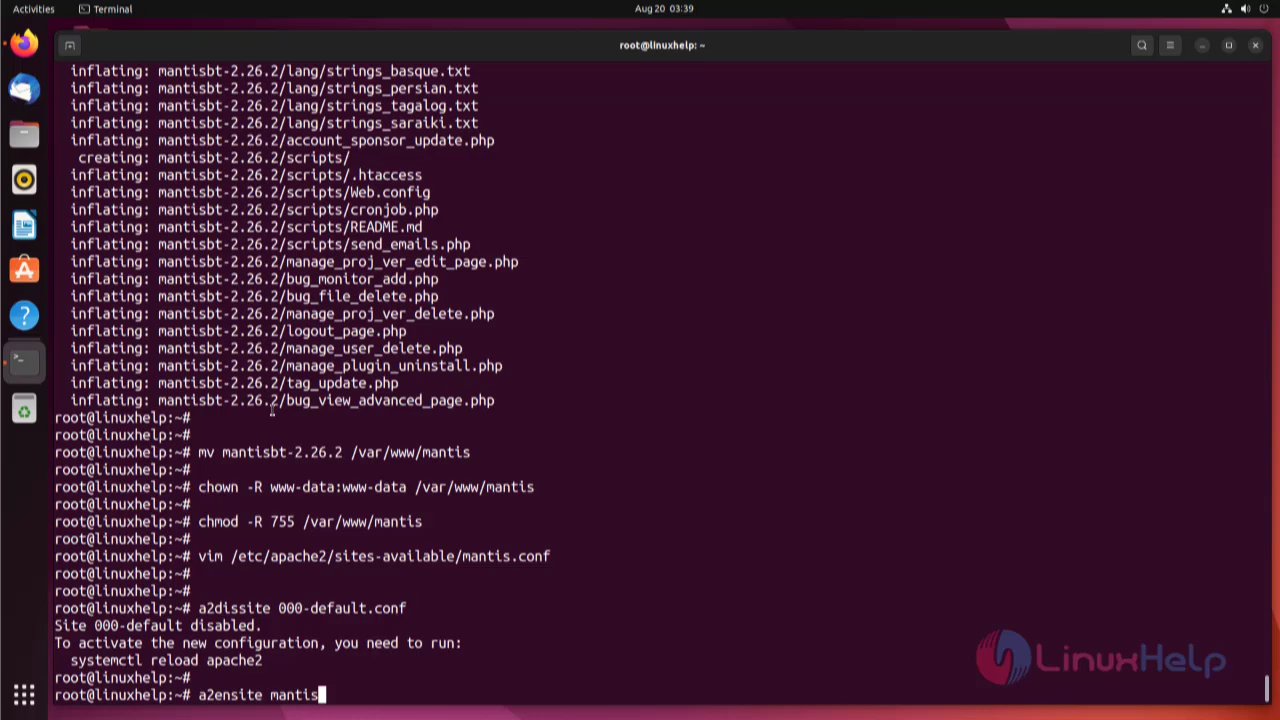 Activities
Terminal
Aug 20 03:39
root@linuxhelp: ~
inflating: mantisbt-2.26.2/lang/strings_basque.txt
inflating: mantisbt-2.26.2/lang/strings_persian.txt
inflating: mantisbt-2.26.2/lang/strings_tagalog.txt
inflating: mantisbt-2.26.2/lang/strings_saraiki.txt
inflating: mantisbt-2.26.2/account_sponsor_update.php
creating: mantisbt-2.26.2/scripts/
inflating: mantisbt-2.26.2/scripts/.htaccess
inflating: mantisbt-2.26.2/scripts/Web.config
inflating: mantisbt-2.26.2/scripts/cronjob.php
inflating: mantisbt-2.26.2/scripts/README.md
inflating: mantisbt-2.26.2/scripts/send_emails.php
inflating: mantisbt-2.26.2/manage_proj_ver_edit_page.php
inflating: mantisbt-2.26.2/bug_monitor_add.php
inflating: mantisbt-2.26.2/bug_file_delete.php
inflating: mantisbt-2.26.2/manage_proj_ver_delete.php
inflating: mantisbt-2.26.2/logout_page.php
inflating: mantisbt-2.26.2/manage_user_delete.php
inflating: mantisbt-2.26.2/manage_plugin_uninstall.php
inflating: mantisbt-2.26.2/tag_update.php
inflating: mantisbt-2.26.2/bug_view_advanced_page.php
root@linuxhelp:~#
root@linuxhelp:~#
root@linuxhelp:~# mv mantisbt-2.26.2 /var/www/mantis
root@linuxhelp:~#
root@linuxhelp:~# chown -R www-data:www-data /var/www/mantis
root@linuxhelp:~#
root@linuxhelp:~# chmod -R 755 /var/www/mantis
root@linuxhelp:~#
root@linuxhelp:~# vim /etc/apache2/sites-available/mantis.conf
root@linuxhelp:~#
root@linuxhelp:~#
root@linuxhelp:~# a2dissite 000-default.conf
Site 000-default disabled.
To activate the new configuration, you need to run:
systemctl reload apache2
root@linuxhelp:~#
root@linuxhelp:~# a2ensite mantis
LinuxHelp